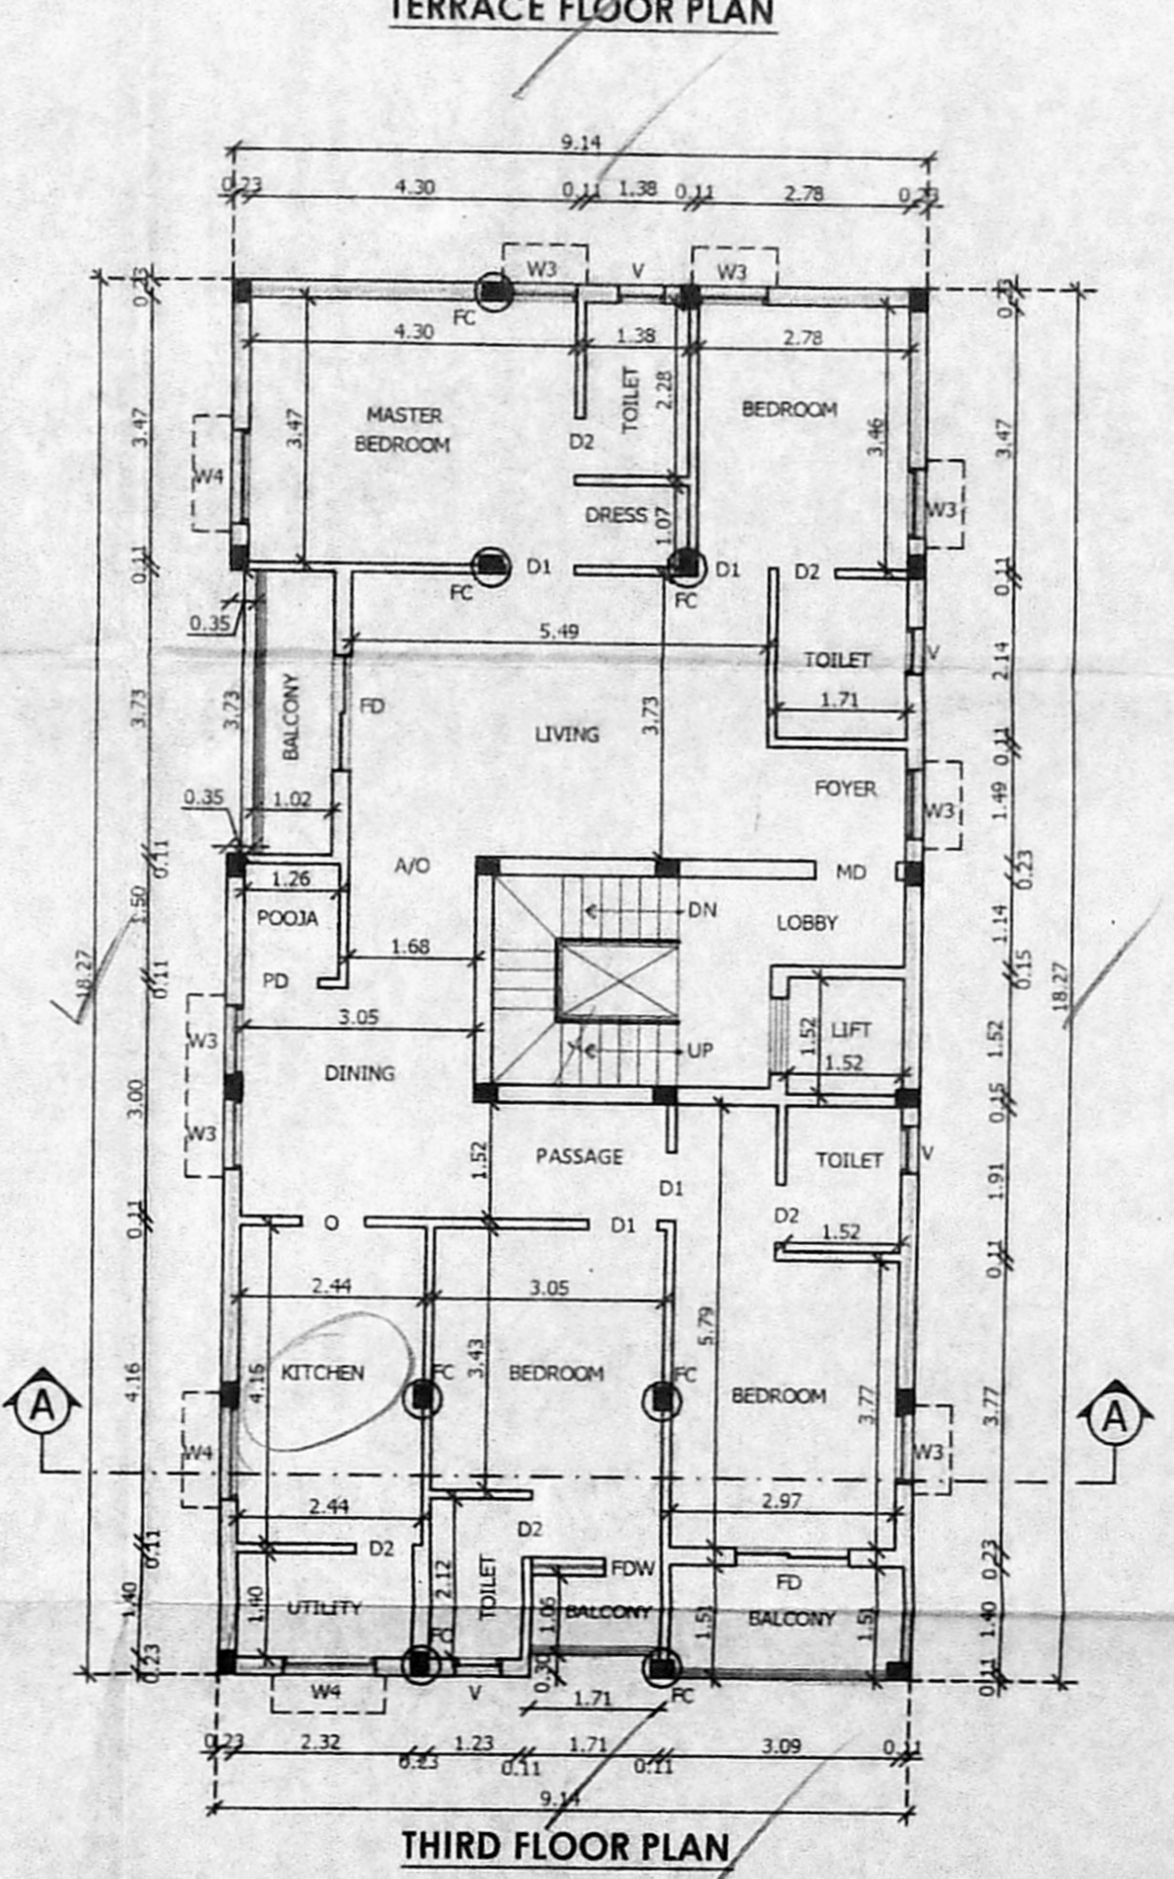 TERRACE FLOOR PLAN
9.14
0.23 4.30 0.11 1.38 0.11 2.78 0.23
W3 V W3
0.23 0.23
FC
4.30 1.38 2.78
MASTER
BEDROOM
TOILET
2.28
BEDROOM
3.47 3.47 3.46 3.47
D2
W4 W3
DRESS
1.07
0.11 D1 D1 D2 0.11
FC FC
0.35
5.49
TOILET V
2.14
1.71
3.73 3.73 BALCONY FD LIVING 3.73
0.11
FOYER
1.49 W3
0.35 1.02
0.11 A/O MD 0.23
1.26
POOJA
1.50
DN
LOBBY
1.14
1.68
PD
0.11 0.15
18.27 18.27
3.05
W3 LIFT
1.52 1.52
1.52
DINING UP
3.00 0.15
W3
1.52
PASSAGE TOILET V
1.91
D1
0.11 O D1 D2
1.52
0.11
2.44 3.05
5.79
KITCHEN BEDROOM BEDROOM
FC FC
4.16 4.16 3.43 3.77 3.77
A A
W4 W3
2.44 2.97
D2
0.11 D2 0.23
FDW FD
1.40 1.40 UTILITY 2.12 TOILET 1.06 BALCONY 1.51 BALCONY 1.51 1.40
0.23 0.30 0.11
W4 V FC
1.71
0.23 2.32 0.23 1.23 0.11 1.71 0.11 3.09 0.11
9.14
THIRD FLOOR PLAN